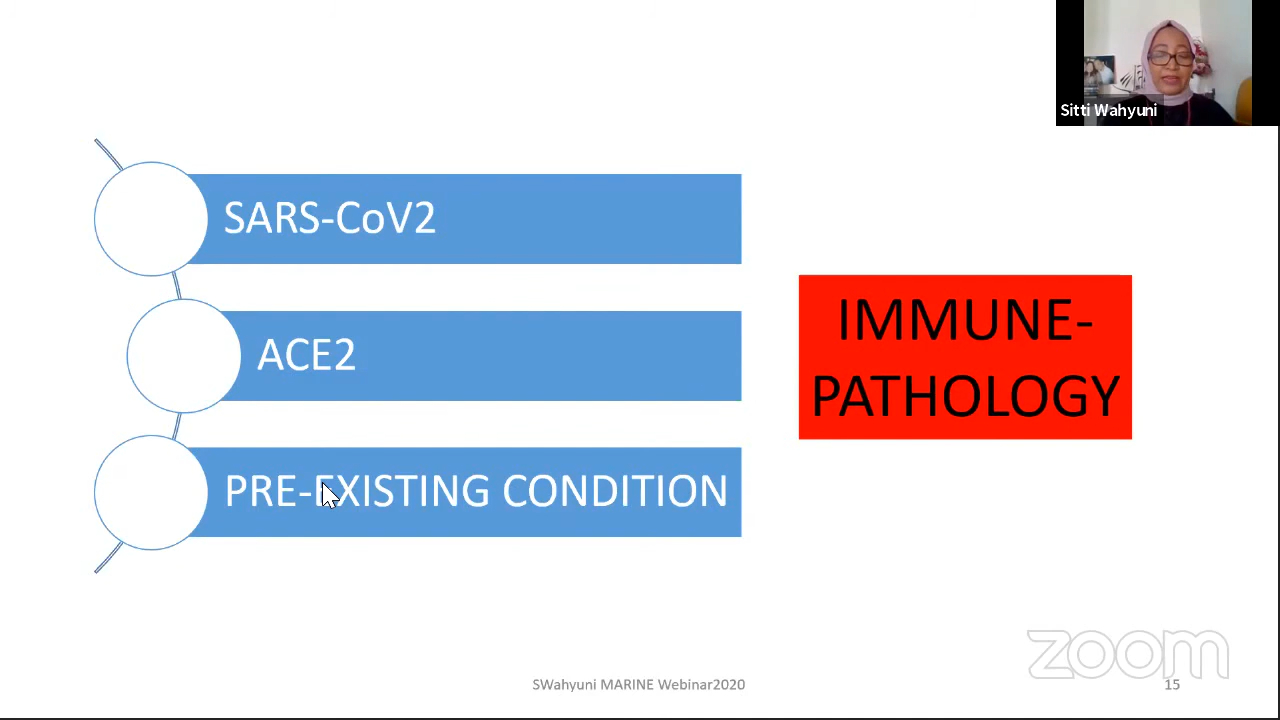 Sitti Wahyuni
SARS-CoV2
ACE2
PRE-EXISTING CONDITION
IMMUNE-
PATHOLOGY
zoom
SWahyuni MARINE Webinar2020
15